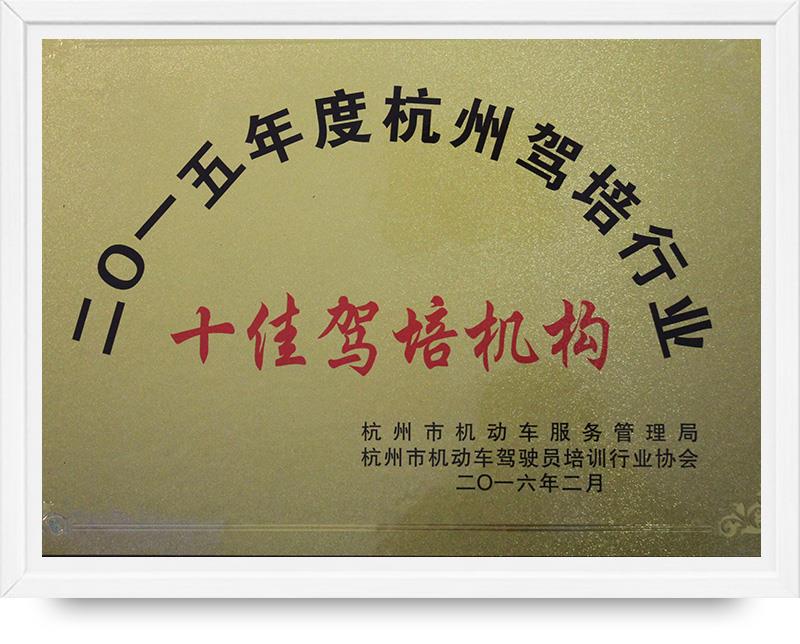 二〇一五年度杭州驾培行业
十佳驾培机构
杭州市机动车服务管理局
杭州市机动车驾驶员培训行业协会
二〇一六年二月